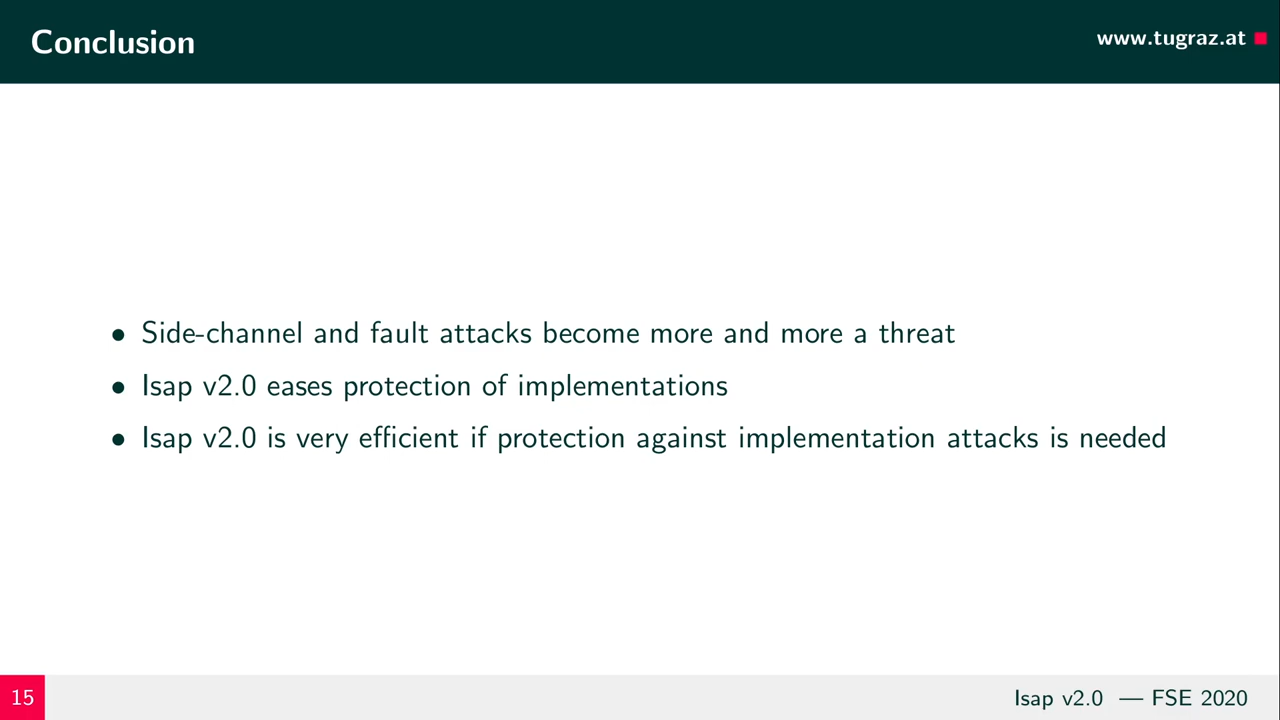 Conclusion
www.tugraz.at
• Side-channel and fault attacks become more and more a threat
• Isap v2.0 eases protection of implementations
• Isap v2.0 is very efficient if protection against implementation attacks is needed
15
Isap v2.0 — FSE 2020